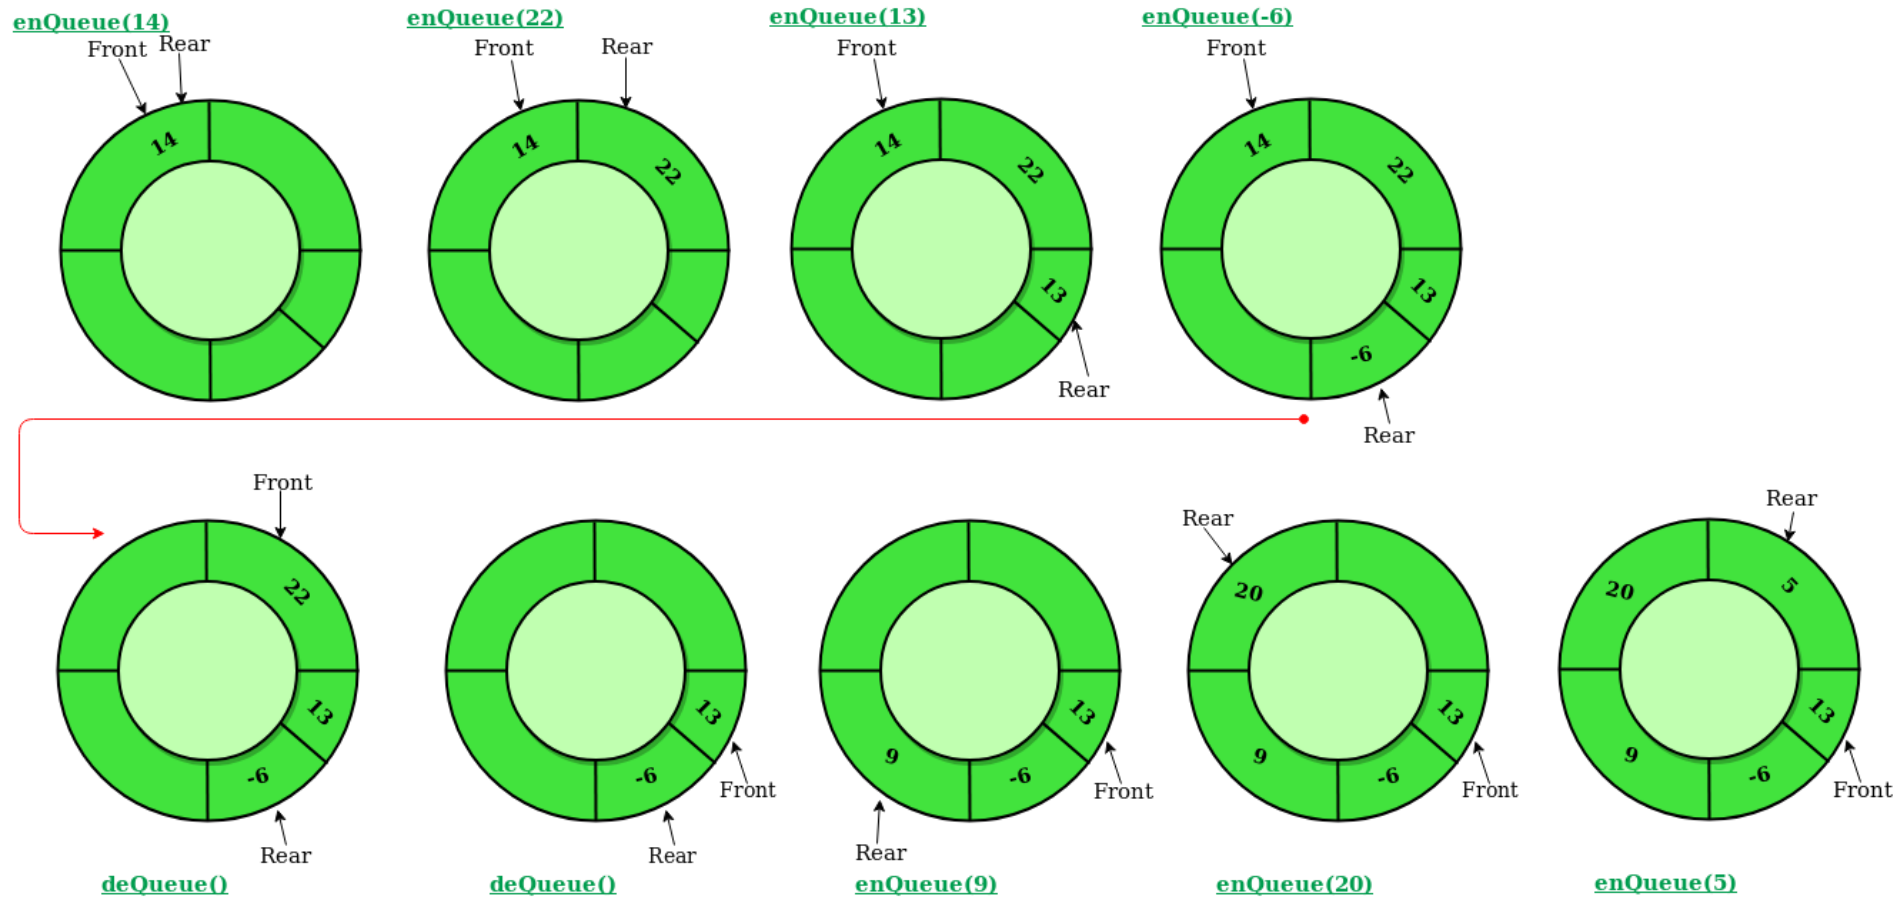 enQueue(14)
Front
Rear
14
enQueue(22)
Front
Rear
14
22
enQueue(13)
Front
14
22
13
Rear
enQueue(-6)
Front
14
22
13
-6
Rear
Front
22
13
-6
Rear
deQueue()
13
-6
Front
Rear
deQueue()
13
9
-6
Front
Rear
enQueue(9)
Rear
20
13
9
-6
Front
enQueue(20)
Rear
20
5
13
9
-6
Front
enQueue(5)